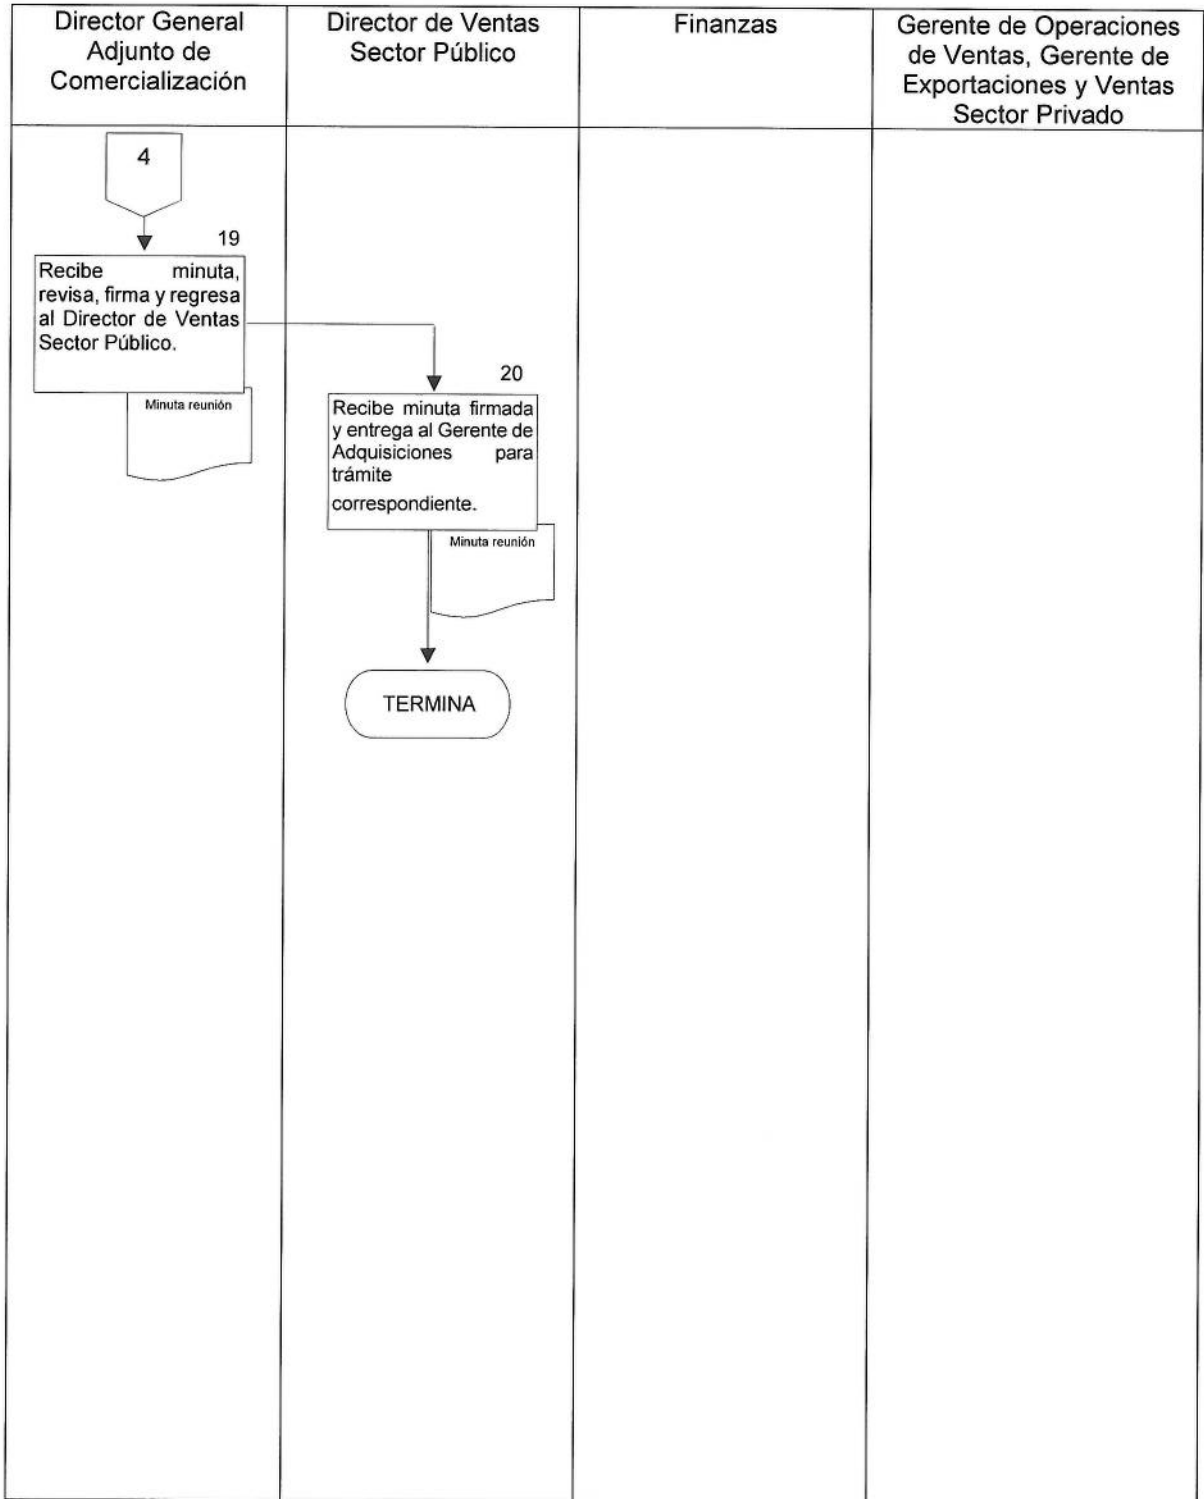 Director General
Adjunto de
Comercialización
Director de Ventas
Sector Público
Finanzas
Gerente de Operaciones
de Ventas, Gerente de
Exportaciones y Ventas
Sector Privado
4
19
Recibe minuta,
revisa, firma y regresa
al Director de Ventas
Sector Público.
Minuta reunión
20
Recibe minuta firmada
y entrega al Gerente de
Adquisiciones para
trámite
correspondiente.
Minuta reunión
TERMINA